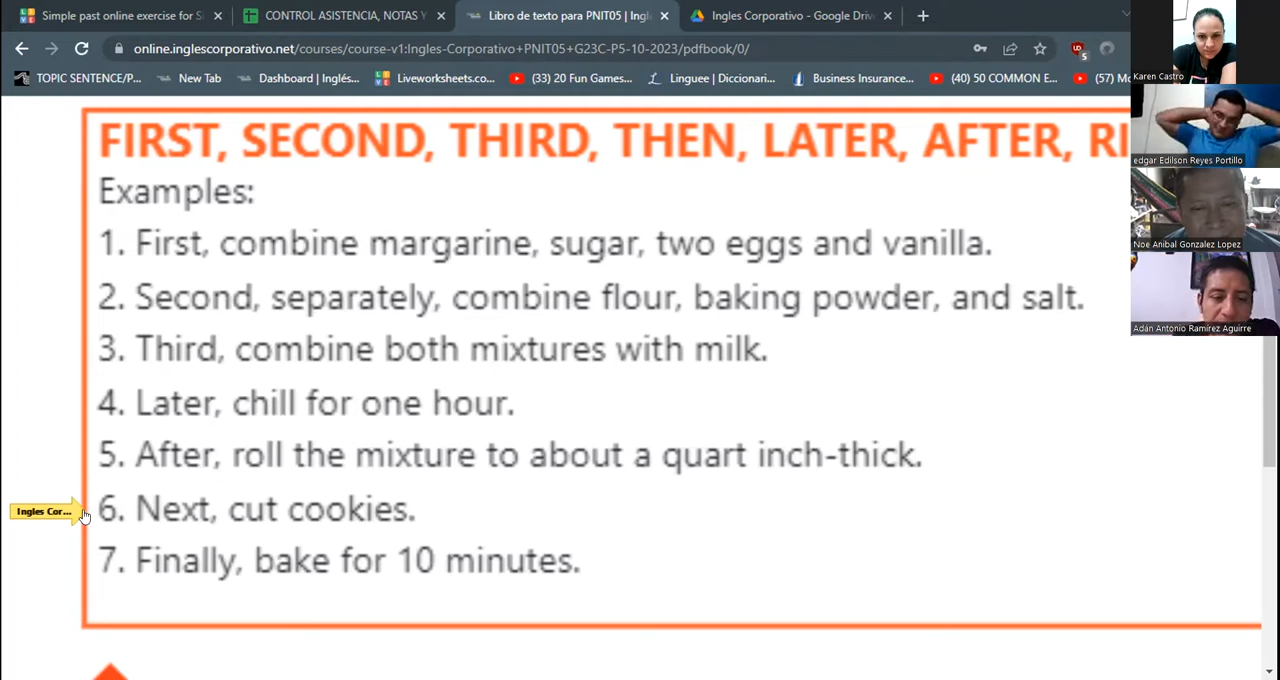 Simple past online exercise for S
CONTROL ASISTENCIA, NOTAS Y
Libro de texto para PNIT05 | Ingl
Ingles Corporativo - Google Driv
online.inglescorporativo.net/courses/course-v1:Ingles-Corporativo+PNIT05+G23C-P5-10-2023/pdfbook/0/
TOPIC SENTENCE/P...
New Tab
Dashboard | Inglés...
Liveworksheets.co...
(33) 20 Fun Games...
Linguee | Diccionari...
Business Insurance...
(40) 50 COMMON E...
(57) M
Karen Castro
edgar Edilson Reyes Portillo
Noe Anibal Gonzalez Lopez
Adán Antonio Ramírez Aguirre
FIRST, SECOND, THIRD, THEN, LATER, AFTER, RI
Examples:
1. First, combine margarine, sugar, two eggs and vanilla.
2. Second, separately, combine flour, baking powder, and salt.
3. Third, combine both mixtures with milk.
4. Later, chill for one hour.
5. After, roll the mixture to about a quart inch-thick.
Ingles Cor...
6. Next, cut cookies.
7. Finally, bake for 10 minutes.